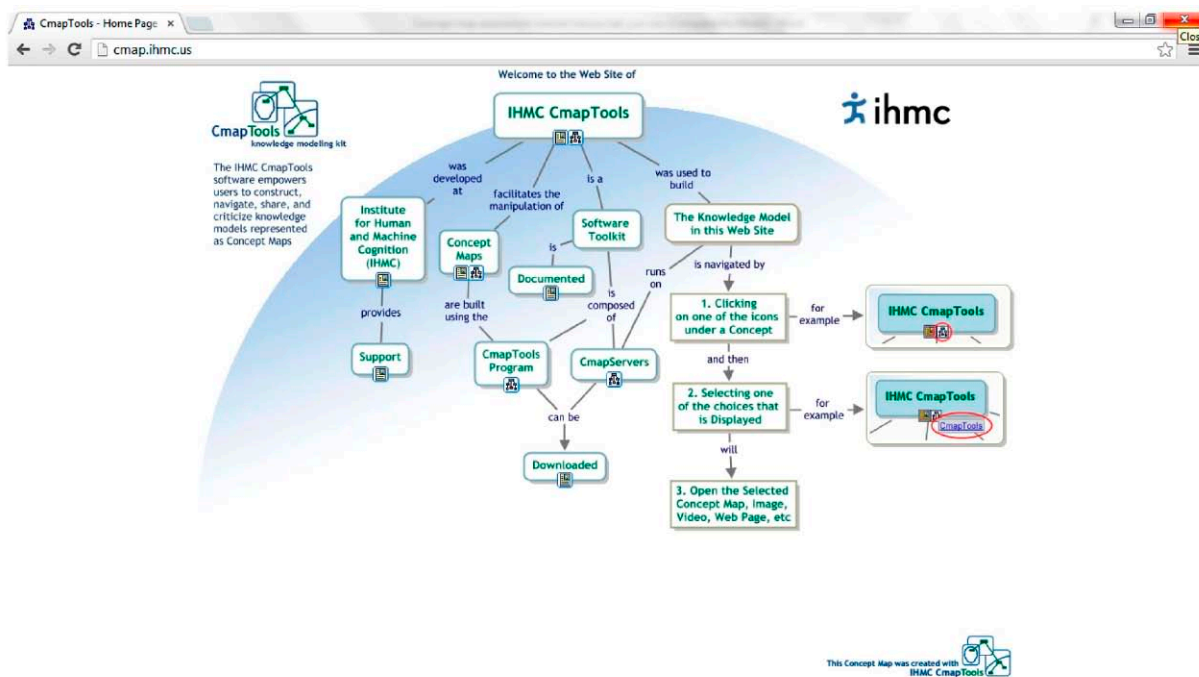 CmapTools - Home Page
Close
cmap.ihmc.us
Welcome to the Web Site of
IHMC CmapTools
CmapTools
knowledge modeling kit
ihmc
The IHMC CmapTools
software empowers
users to construct,
navigate, share, and
criticize knowledge
models represented
as Concept Maps
was
developed
at
facilitates the
manipulation of
is a
was used to
build
Institute
for Human
and Machine
Cognition
(IHMC)
Concept
Maps
Software
Toolkit
The Knowledge Model
in this Web Site
is
Documented
runs
on
is navigated by
provides
are built
using the
is
composed
of
1. Clicking
on one of the icons
under a Concept
for
example
IHMC CmapTools
Support
CmapTools
Program
CmapServers
and then
2. Selecting one
of the choices that
is Displayed
for
example
IHMC CmapTools
CmapTools
can be
will
Downloaded
3. Open the Selected
Concept Map, Image,
Video, Web Page, etc
This Concept Map was created with
IHMC CmapTools